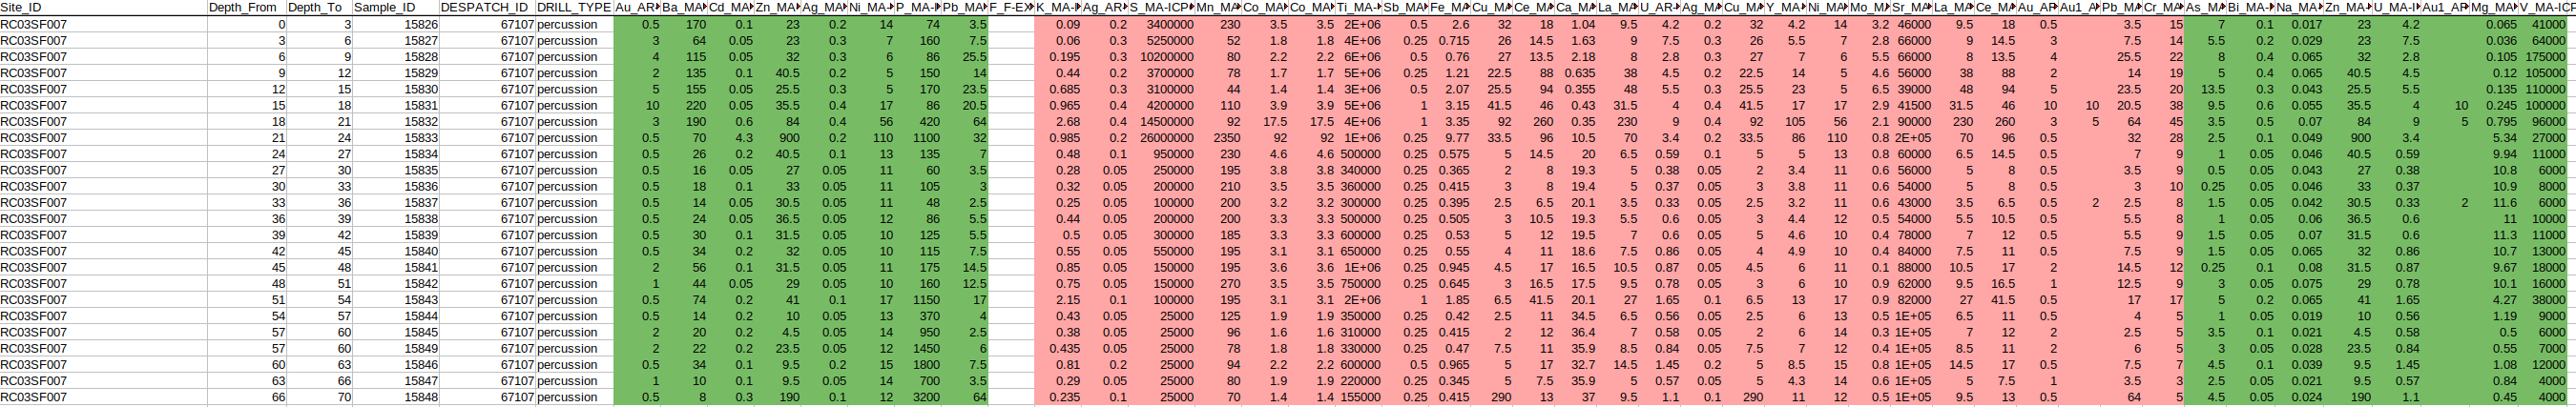 Site_ID Depth_From Depth_To Sample_ID DESPATCH_ID DRILL_TYPE Au_AR Ba_MA Cd_MA Zn_MA Ag_MA Ni_MA- P_MA-I Pb_MA F_F-EX K_MA-I Ag_AR S_MA-ICP Mn_MA Co_MA Co_MA Ti_MA- Sb_MA Fe_MA Cu_MA Ce_MA Ca_MA La_MA U_AR- Ag_MA Cu_MA Y_MA- Ni_MA- Mo_MA Sr_MA La_MA Ce_MA Au_AR Au1_A Pb_MA Cr_MA As_MA Bi_MA- Na_MA Zn_MA U_MA-I Au1_AR Mg_MA V_MA-ICP
RC03SF007 0 3 15826 67107 percussion 0.5 170 0.1 23 0.2 14 74 3.5 0.09 0.2 3400000 230 3.5 3.5 2E+06 0.5 2.6 32 18 1.04 9.5 4.2 0.2 32 4.2 14 2.8 46000 9.5 18 0.5 3.5 15 7 0.1 0.017 23 4.2 0.065 41000
RC03SF007 3 6 15827 67107 percussion 3 64 0.05 23 0.3 7 160 7.5 0.06 0.3 5250000 52 1.8 1.8 4E+06 0.25 0.715 26 14.5 1.63 9 7.5 0.3 26 5.5 7 2.8 66000 9 14.5 3 7.5 14 5.5 0.2 0.029 23 7.5 0.036 64000
RC03SF007 6 9 15828 67107 percussion 4 115 0.05 32 0.3 6 86 25.5 0.195 0.3 10200000 80 2.2 2.2 6E+06 0.5 0.76 27 13.5 2.18 8 2.8 0.3 27 7 6 5.5 66000 8 13.5 4 25.5 22 8 0.4 0.065 32 2.8 0.105 175000
RC03SF007 9 12 15829 67107 percussion 2 135 0.1 40.5 0.2 5 150 14 0.44 0.2 3700000 78 1.7 1.7 5E+06 0.25 1.21 22.5 88 0.635 38 4.5 0.2 22.5 14 5 4.6 56000 38 88 2 14 19 5 0.4 0.065 40.5 4.5 0.12 105000
RC03SF007 12 15 15830 67107 percussion 5 155 0.05 25.5 0.3 5 170 23.5 0.685 0.3 3100000 44 1.4 1.4 3E+06 0.5 2.07 25.5 94 0.355 48 5.5 0.3 25.5 23 5 6.5 39000 48 94 5 23.5 20 13.5 0.3 0.043 25.5 5.5 0.135 110000
RC03SF007 15 18 15831 67107 percussion 10 220 0.05 35.5 0.4 17 86 20.5 0.965 0.4 4200000 110 3.9 3.9 5E+06 1 3.15 41.5 46 0.43 31.5 4 0.4 41.5 17 17 2.9 41500 31.5 46 10 10 20.5 38 9.5 0.6 0.055 35.5 4 10 0.245 100000
RC03SF007 18 21 15832 67107 percussion 3 190 0.6 84 0.4 56 420 64 2.68 0.4 14500000 92 17.5 17.5 4E+06 1 3.35 92 260 0.35 230 9 0.4 92 105 56 2.1 90000 230 260 3 5 64 45 3.5 0.5 0.07 84 9 5 0.795 96000
RC03SF007 21 24 15833 67107 percussion 0.5 70 4.3 900 0.2 110 1100 32 0.985 0.2 26000000 2350 92 92 1E+06 0.25 9.77 33.5 96 10.5 70 3.4 0.2 33.5 86 110 0.8 2E+05 70 96 0.5 32 28 2.5 0.1 0.049 900 3.4 5.34 27000
RC03SF007 24 27 15834 67107 percussion 0.5 26 0.2 40.5 0.1 13 135 7 0.48 0.1 950000 230 4.6 4.6 500000 0.25 0.575 5 14.5 20 6.5 0.59 0.1 5 5 13 0.8 60000 6.5 14.5 0.5 7 9 1 0.05 0.046 40.5 0.59 9.94 11000
RC03SF007 27 30 15835 67107 percussion 0.5 16 0.05 27 0.05 11 60 3.5 0.28 0.05 250000 195 3.8 3.8 340000 0.25 0.365 2 8 19.3 5 0.38 0.05 2 3.4 11 0.6 56000 5 8 0.5 3.5 9 0.5 0.05 0.043 27 0.38 10.8 6000
RC03SF007 30 33 15836 67107 percussion 0.5 18 0.1 33 0.05 11 105 3 0.32 0.05 200000 210 3.5 3.5 360000 0.25 0.415 3 8 19.4 5 0.37 0.05 3 3.8 11 0.6 54000 5 8 0.5 3 10 0.25 0.05 0.046 33 0.37 10.9 8000
RC03SF007 33 36 15837 67107 percussion 0.5 14 0.05 30.5 0.05 11 48 2.5 0.25 0.05 100000 200 3.2 3.2 300000 0.25 0.395 2.5 6.5 20.1 3.5 0.33 0.05 2.5 3.2 11 0.6 43000 3.5 6.5 0.5 2 2.5 8 1.5 0.05 0.042 30.5 0.33 2 11.6 6000
RC03SF007 36 39 15838 67107 percussion 0.5 24 0.05 36.5 0.05 12 86 5.5 0.44 0.05 200000 200 3.3 3.3 500000 0.25 0.505 3 10.5 19.3 5.5 0.6 0.05 3 4.4 12 0.5 54000 5.5 10.5 0.5 5.5 8 1 0.05 0.06 36.5 0.6 11 10000
RC03SF007 39 42 15839 67107 percussion 0.5 30 0.1 31.5 0.05 10 125 5.5 0.5 0.05 300000 185 3.3 3.3 600000 0.25 0.53 5 12 19.5 7 0.6 0.05 5 4.6 10 0.4 78000 7 12 0.5 5.5 9 1.5 0.05 0.07 31.5 0.6 11.3 11000
RC03SF007 42 45 15840 67107 percussion 0.5 34 0.2 32 0.05 10 115 7.5 0.55 0.05 550000 195 3.1 3.1 650000 0.25 0.55 4 11 18.6 7.5 0.86 0.05 4 4.9 10 0.4 84000 7.5 11 0.5 7.5 9 1.5 0.05 0.065 32 0.86 10.7 13000
RC03SF007 45 48 15841 67107 percussion 2 56 0.1 31.5 0.05 11 175 14.5 0.85 0.05 150000 195 3.6 3.6 1E+06 0.25 0.945 4.5 17 16.5 10.5 0.87 0.05 4.5 6 11 0.1 88000 10.5 17 2 14.5 12 0.25 0.1 0.08 31.5 0.87 9.67 18000
RC03SF007 48 51 15842 67107 percussion 1 44 0.05 29 0.05 10 160 12.5 0.75 0.05 150000 270 3.5 3.5 750000 0.25 0.645 3 16.5 17.5 9.5 0.78 0.05 3 6 10 0.9 62000 9.5 16.5 1 12.5 9 3 0.05 0.075 29 0.78 10.1 16000
RC03SF007 51 54 15843 67107 percussion 0.5 74 0.2 41 0.1 17 1150 17 2.15 0.1 100000 195 3.1 3.1 2E+06 1 1.85 6.5 41.5 20.1 27 1.65 0.1 6.5 13 17 0.9 82000 27 41.5 0.5 17 17 5 0.2 0.065 41 1.65 4.27 38000
RC03SF007 54 57 15844 67107 percussion 0.5 14 0.2 10 0.05 13 370 4 0.43 0.05 25000 125 1.9 1.9 350000 0.25 0.42 2.5 11 34.5 6.5 0.56 0.05 2.5 6 13 0.5 1E+05 6.5 11 0.5 4 5 1 0.05 0.019 10 0.56 1.19 9000
RC03SF007 57 60 15845 67107 percussion 2 20 0.2 4.5 0.05 14 950 2.5 0.38 0.05 25000 96 1.6 1.6 310000 0.25 0.415 2 12 36.4 7 0.58 0.05 2 6 14 0.3 1E+05 7 12 2 2.5 5 3.5 0.1 0.021 4.5 0.58 0.5 6000
RC03SF007 57 60 15849 67107 percussion 2 22 0.2 23.5 0.05 12 1450 6 0.435 0.05 25000 78 1.8 1.8 330000 0.25 0.47 7.5 11 35.9 8.5 0.84 0.05 7.5 7 12 0.4 1E+05 8.5 11 2 6 5 3 0.05 0.028 23.5 0.84 0.55 7000
RC03SF007 60 63 15846 67107 percussion 0.5 34 0.1 9.5 0.2 15 1800 7.5 0.81 0.2 25000 94 2.2 2.2 600000 0.5 0.965 5 17 32.7 14.5 1.45 0.2 5 8.5 15 0.8 1E+05 14.5 17 0.5 7.5 7 4.5 0.1 0.039 9.5 1.45 1.08 12000
RC03SF007 63 66 15847 67107 percussion 1 10 0.1 9.5 0.05 14 700 3.5 0.29 0.05 25000 80 1.9 1.9 220000 0.25 0.345 5 7.5 35.9 5 0.57 0.05 5 4.3 14 0.6 1E+05 5 7.5 1 3.5 3 2.5 0.05 0.021 9.5 0.57 0.84 4000
RC03SF007 66 70 15848 67107 percussion 0.5 8 0.3 190 0.1 12 3200 64 0.235 0.1 25000 70 1.4 1.4 155000 0.25 0.415 290 13 37 9.5 1.1 0.1 290 11 12 0.5 1E+05 9.5 13 0.5 64 5 4.5 0.05 0.024 190 1.1 0.45 4000